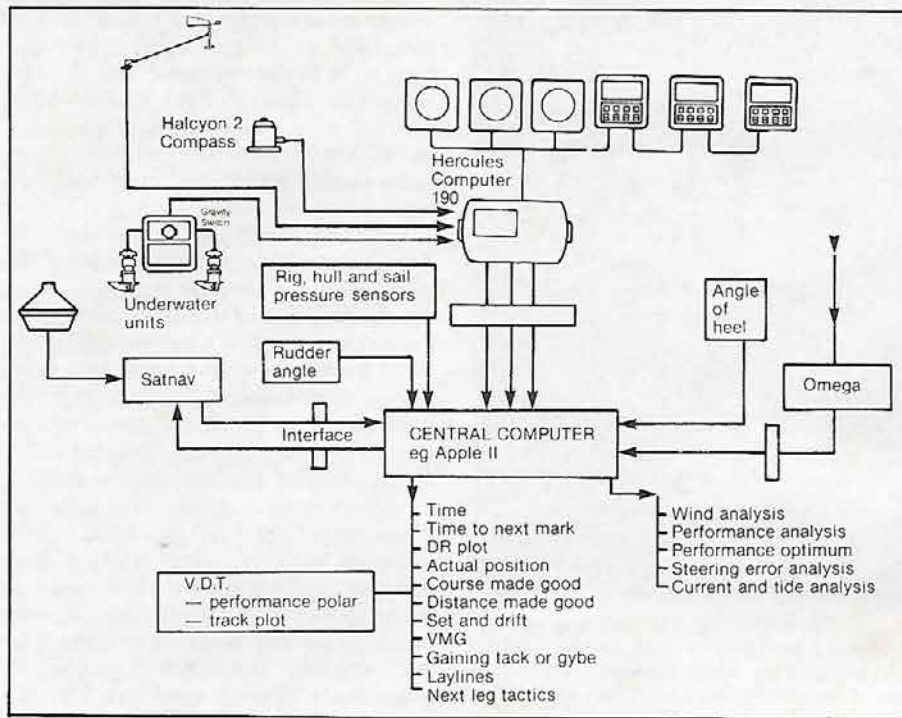 Halcyon 2
Compass
Hercules
Computer
190
Gravity
Switch
Underwater
units
Rig, hull and sail
pressure sensors
Angle
of
heel
Rudder
angle
Satnav
Omega
Interface
CENTRAL COMPUTER
eg Apple II
Time
Time to next mark
DR plot
Actual position
Course made good
Distance made good
Set and drift
VMG
Gaining tack or gybe
Laylines
Next leg tactics
V.D.T.
— performance polar
— track plot
Wind analysis
Performance analysis
Performance optimum
Steering error analysis
Current and tide analysis